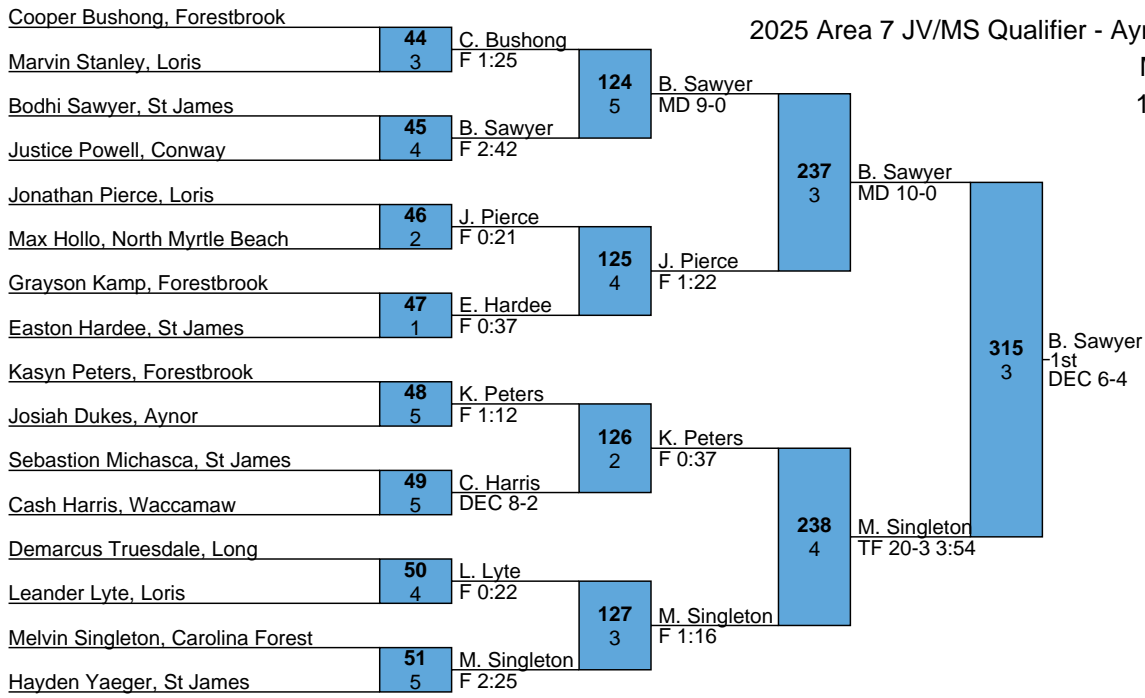 Cooper Bushong, Forestbrook
2025 Area 7 JV/MS Qualifier -
44
3
C. Bushong
F 1:25
Marvin Stanley, Loris
124
5
B. Sawyer
MD 9-0
Bodhi Sawyer, St James
45
4
B. Sawyer
F 2:42
Justice Powell, Conway
237
3
B. Sawyer
MD 10-0
Jonathan Pierce, Loris
46
2
J. Pierce
F 0:21
Max Hollo, North Myrtle Beach
125
4
J. Pierce
F 1:22
Grayson Kamp, Forestbrook
47
1
E. Hardee
F 0:37
Easton Hardee, St James
315
3
B. Sawyer
1st
DEC 6-4
Kasyn Peters, Forestbrook
48
5
K. Peters
F 1:12
Josiah Dukes, Aynor
126
2
K. Peters
F 0:37
Sebastion Michasca, St James
49
5
C. Harris
DEC 8-2
Cash Harris, Waccamaw
238
4
M. Singleton
TF 20-3 3:54
Demarcus Truesdale, Long
50
4
L. Lyte
F 0:22
Leander Lyte, Loris
127
3
M. Singleton
F 1:16
Melvin Singleton, Carolina Forest
51
5
M. Singleton
F 2:25
Hayden Yaeger, St James